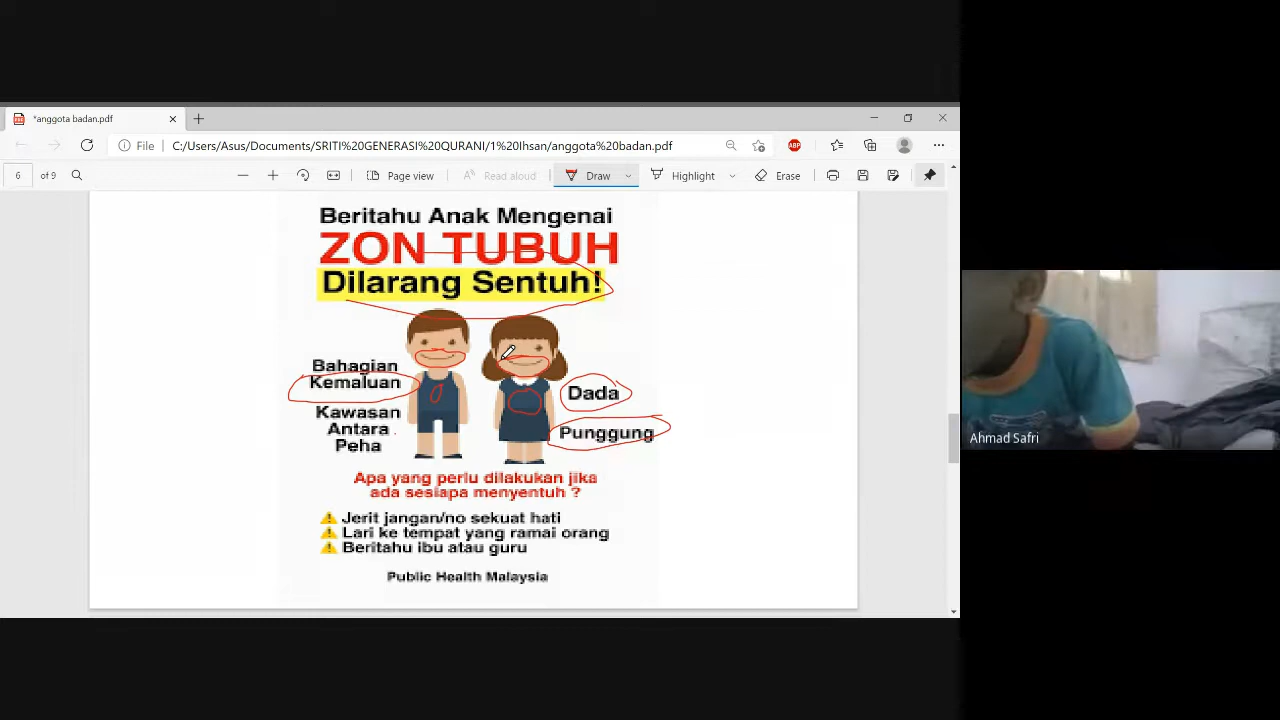 *anggota badan.pdf
File
C:/Users/Asus/Documents/SRITI%20GENERASI%20QURANI/1%20Ihsan/anggota%20badan.pdf
ABP
6 of 9
Page view
Read aloud
Draw
Highlight
Erase
Beritahu Anak Mengenai
ZON TUBUH
Dilarang Sentuh!
Bahagian
Kemaluan
Kawasan
Antara
Peha
Dada
Punggung
Apa yang perlu dilakukan jika
ada sesiapa menyentuh ?
Jerit jangan/no sekuat hati
Lari ke tempat yang ramai orang
Beritahu ibu atau guru
Public Health Malaysia
Ahmad Safri